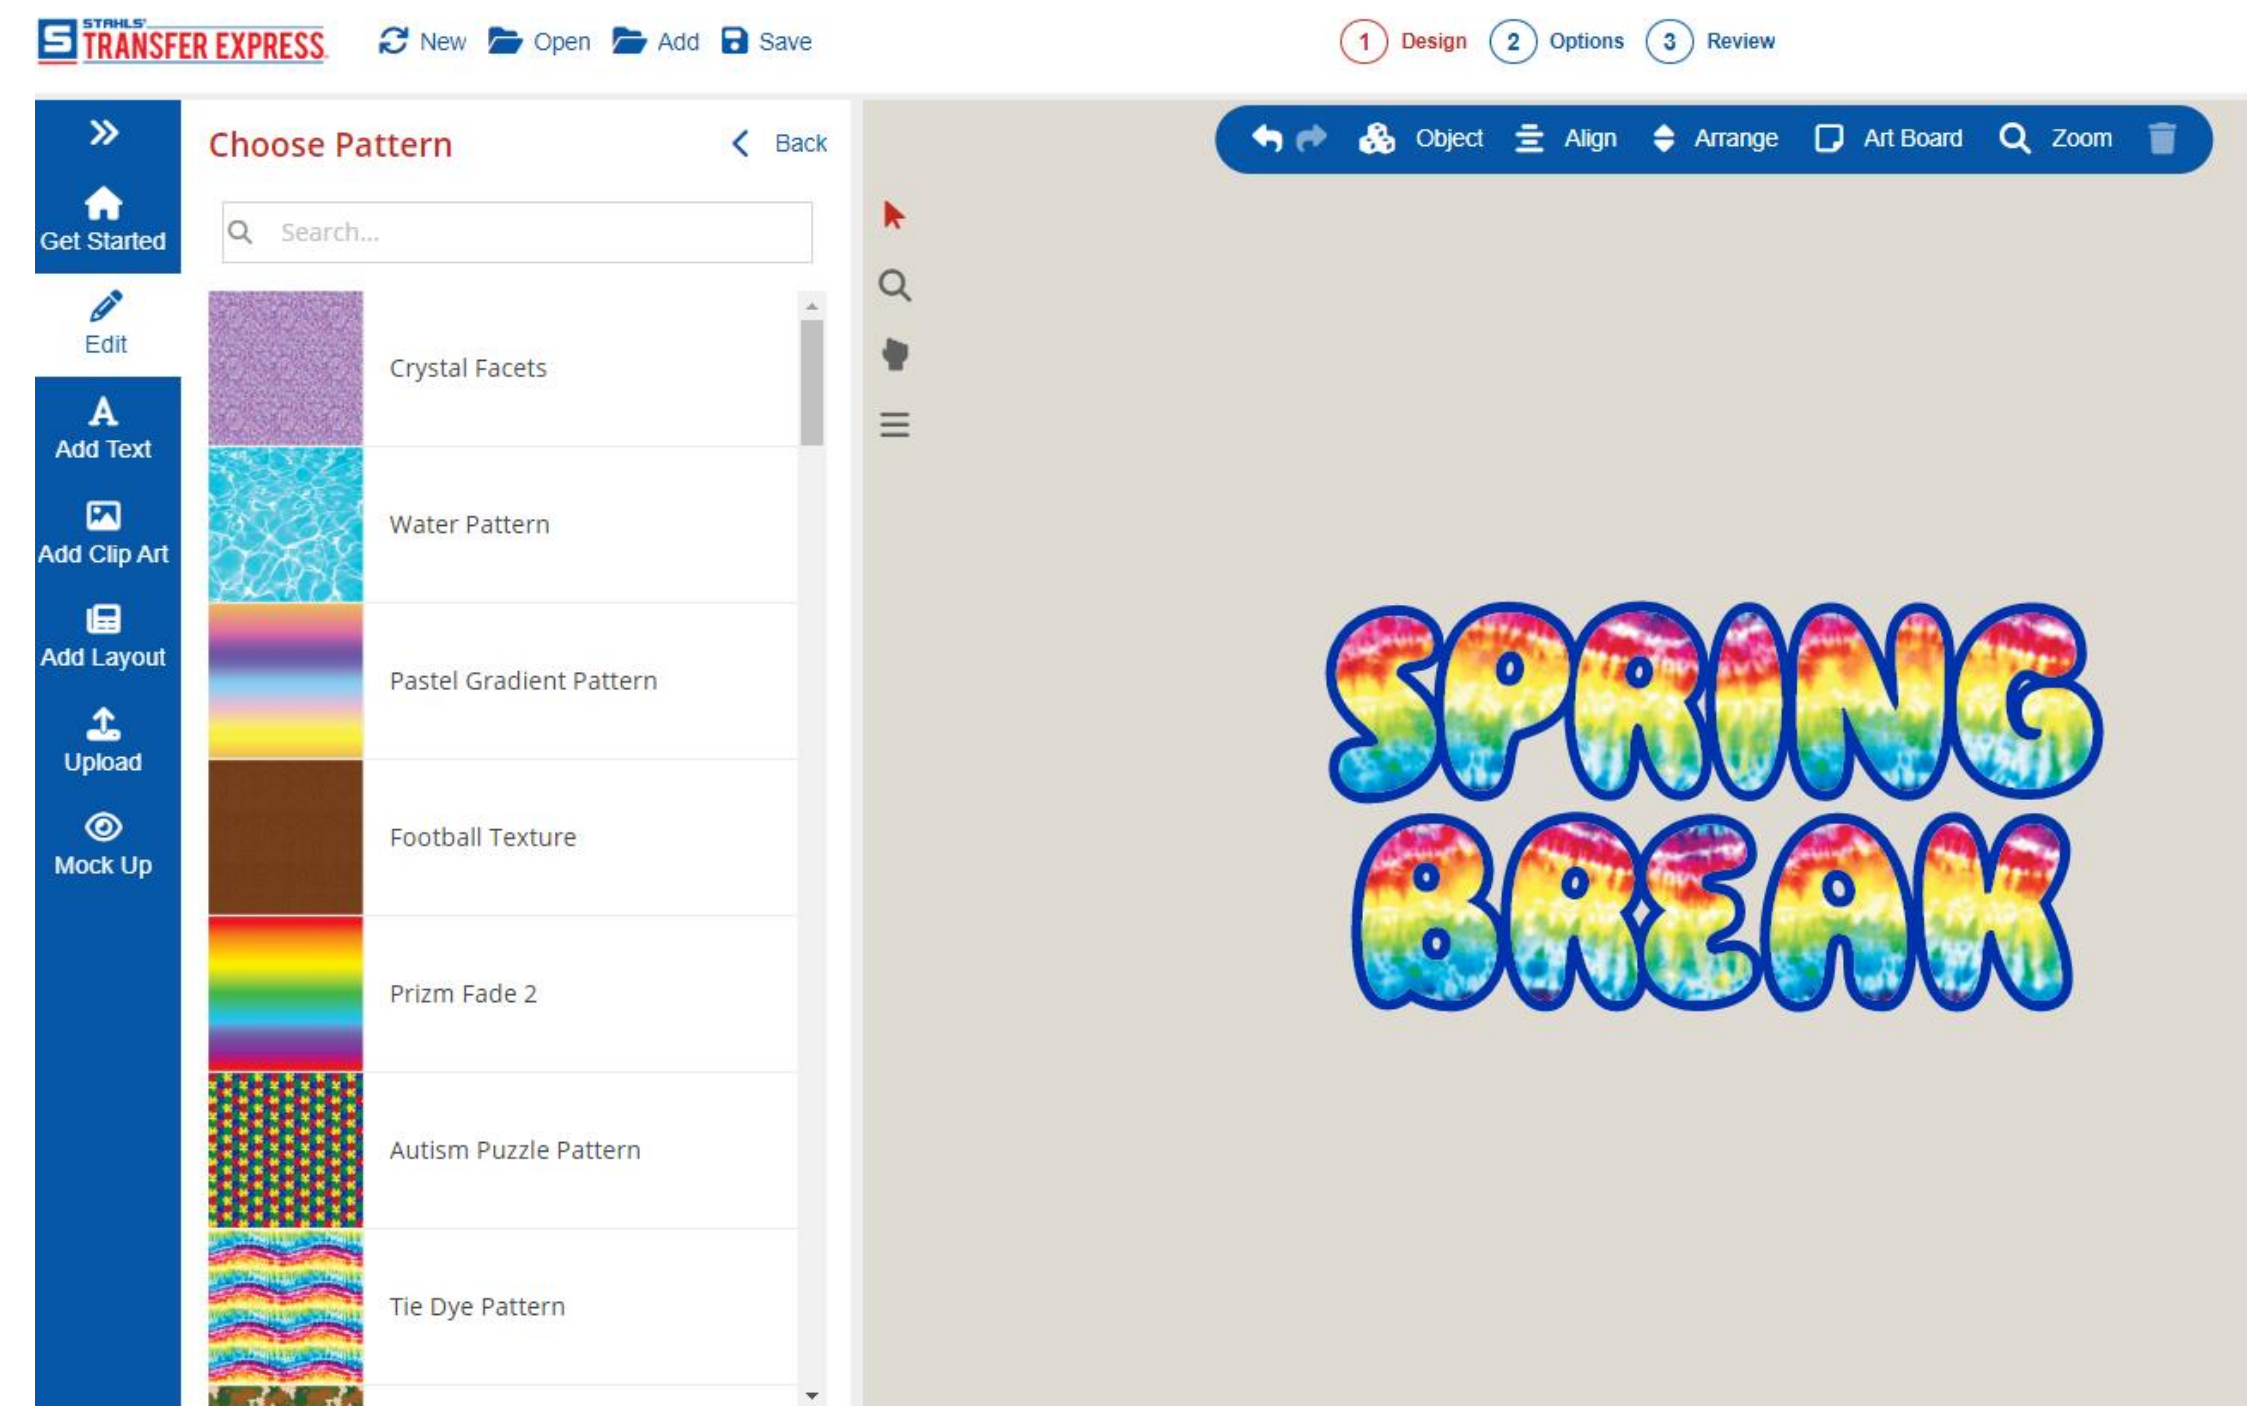 STAHLS'
TRANSFER EXPRESS.
New Open Add Save
1 Design 2 Options 3 Review
Get Started
Edit
Add Text
Add Clip Art
Add Layout
Upload
Mock Up
Choose Pattern
Back
Search...
Crystal Facets
Water Pattern
Pastel Gradient Pattern
Football Texture
Prizm Fade 2
Autism Puzzle Pattern
Tie Dye Pattern
Object Align Arrange Art Board Zoom
SPRING
BREAK